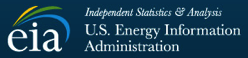 eia
Independent Statistics & Analysis
U.S. Energy Information
Administration